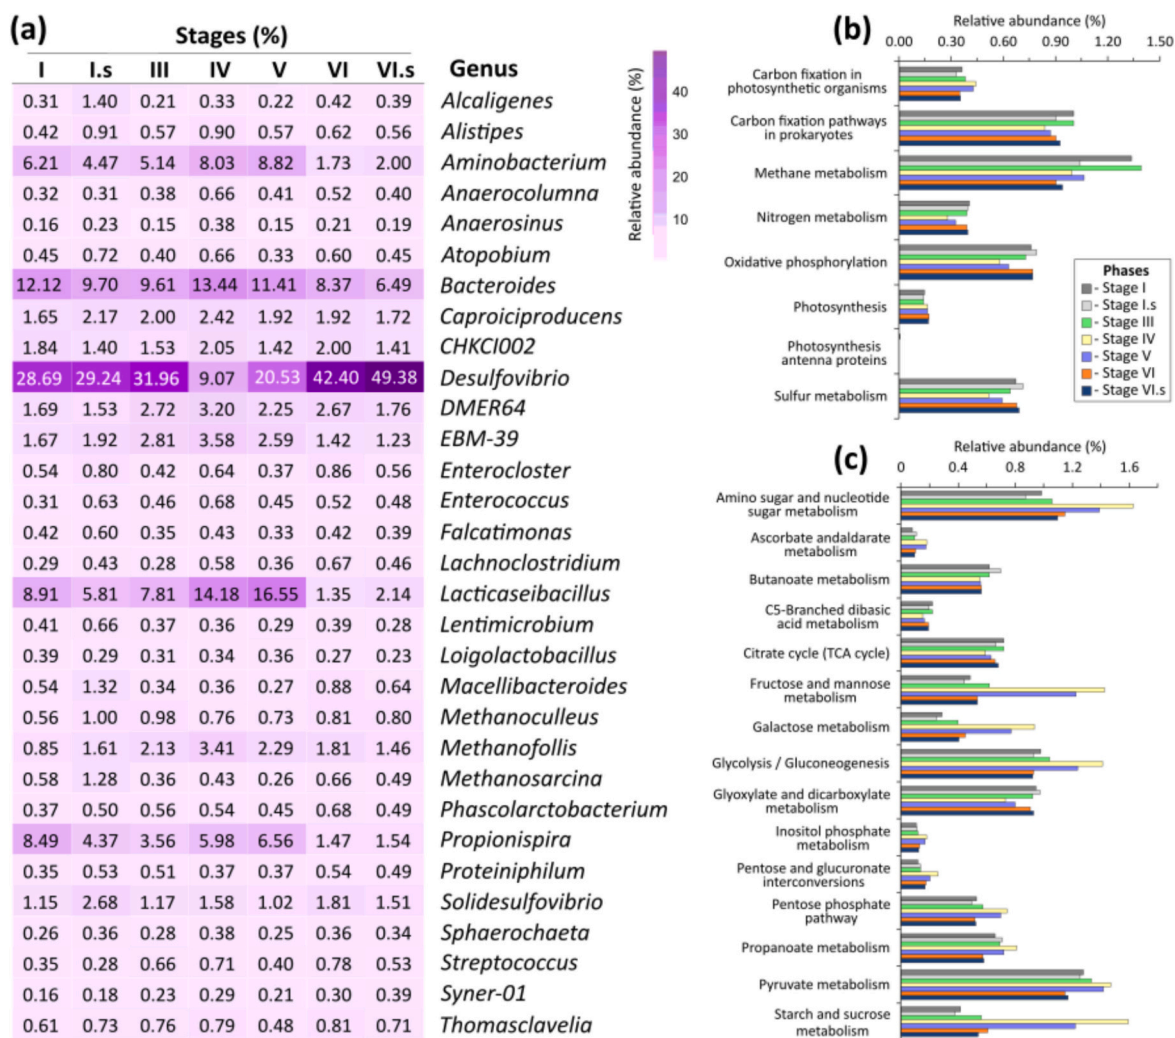 (a)
Stages (%)
I I.s III IV V VI VI.s Genus
0.31 1.40 0.21 0.33 0.22 0.42 0.39 Alcaligenes
0.42 0.91 0.57 0.90 0.57 0.62 0.56 Alistipes
6.21 4.47 5.14 8.03 8.82 1.73 2.00 Aminobacterium
0.32 0.31 0.38 0.66 0.41 0.52 0.40 Anaerocolumna
0.16 0.23 0.15 0.38 0.15 0.21 0.19 Anaerosinus
0.45 0.72 0.40 0.66 0.33 0.60 0.45 Atopobium
12.12 9.70 9.61 13.44 11.41 8.37 6.49 Bacteroides
1.65 2.17 2.00 2.42 1.92 1.92 1.72 Caproiciproducens
1.84 1.40 1.53 2.05 1.42 2.00 1.41 CHKCI002
28.69 29.24 31.96 9.07 20.53 42.40 49.38 Desulfovibrio
1.69 1.53 2.72 3.20 2.25 2.67 1.76 DMER64
1.67 1.92 2.81 3.58 2.59 1.42 1.23 EBM-39
0.54 0.80 0.42 0.64 0.37 0.86 0.56 Enterocloster
0.31 0.63 0.46 0.68 0.45 0.52 0.48 Enterococcus
0.42 0.60 0.35 0.43 0.33 0.42 0.39 Falcatimonas
0.29 0.43 0.28 0.58 0.36 0.67 0.46 Lachnoclostridium
8.91 5.81 7.81 14.18 16.55 1.35 2.14 Lacticaseibacillus
0.41 0.66 0.37 0.36 0.29 0.39 0.28 Lentimicrobium
0.39 0.29 0.31 0.34 0.36 0.27 0.23 Loigolactobacillus
0.54 1.32 0.34 0.36 0.27 0.88 0.64 Macellibacteroides
0.56 1.00 0.98 0.76 0.73 0.81 0.80 Methanoculleus
0.85 1.61 2.13 3.41 2.29 1.81 1.46 Methanofollis
0.58 1.28 0.36 0.43 0.26 0.66 0.49 Methanosarcina
0.37 0.50 0.56 0.54 0.45 0.68 0.49 Phascolarctobacterium
8.49 4.37 3.56 5.98 6.56 1.47 1.54 Propionispira
0.35 0.53 0.51 0.37 0.37 0.54 0.49 Proteiniphilum
1.15 2.68 1.17 1.58 1.02 1.81 1.51 Solidesulfovibrio
0.26 0.36 0.28 0.38 0.25 0.36 0.34 Sphaerochaeta
0.35 0.28 0.66 0.71 0.40 0.78 0.53 Streptococcus
0.16 0.18 0.23 0.29 0.21 0.30 0.39 Syner-01
0.61 0.73 0.76 0.79 0.48 0.81 0.71 Thomasclavelia
Relative abundance (%)
40
30
20
10
(b)
Relative abundance (%)
0.00 0.30 0.60 0.90 1.20 1.50
Carbon fixation in
photosynthetic organisms
Carbon fixation pathways
in prokaryotes
Methane metabolism
Nitrogen metabolism
Oxidative phosphorylation
Photosynthesis
Photosynthesis
antenna proteins
Sulfur metabolism
Phases
- Stage I
- Stage I.s
- Stage III
- Stage IV
- Stage V
- Stage VI
- Stage VI.s
(c)
Relative abundance (%)
0 0.4 0.8 1.2 1.6
Amino sugar and nucleotide
sugar metabolism
Ascorbate andaldarate
metabolism
Butanoate metabolism
C5-Branched dibasic
acid metabolism
Citrate cycle (TCA cycle)
Fructose and mannose
metabolism
Galactose metabolism
Glycolysis / Gluconeogenesis
Glyoxylate and dicarboxylate
metabolism
Inositol phosphate
metabolism
Pentose and glucuronate
interconversions
Pentose phosphate
pathway
Propanoate metabolism
Pyruvate metabolism
Starch and sucrose
metabolism